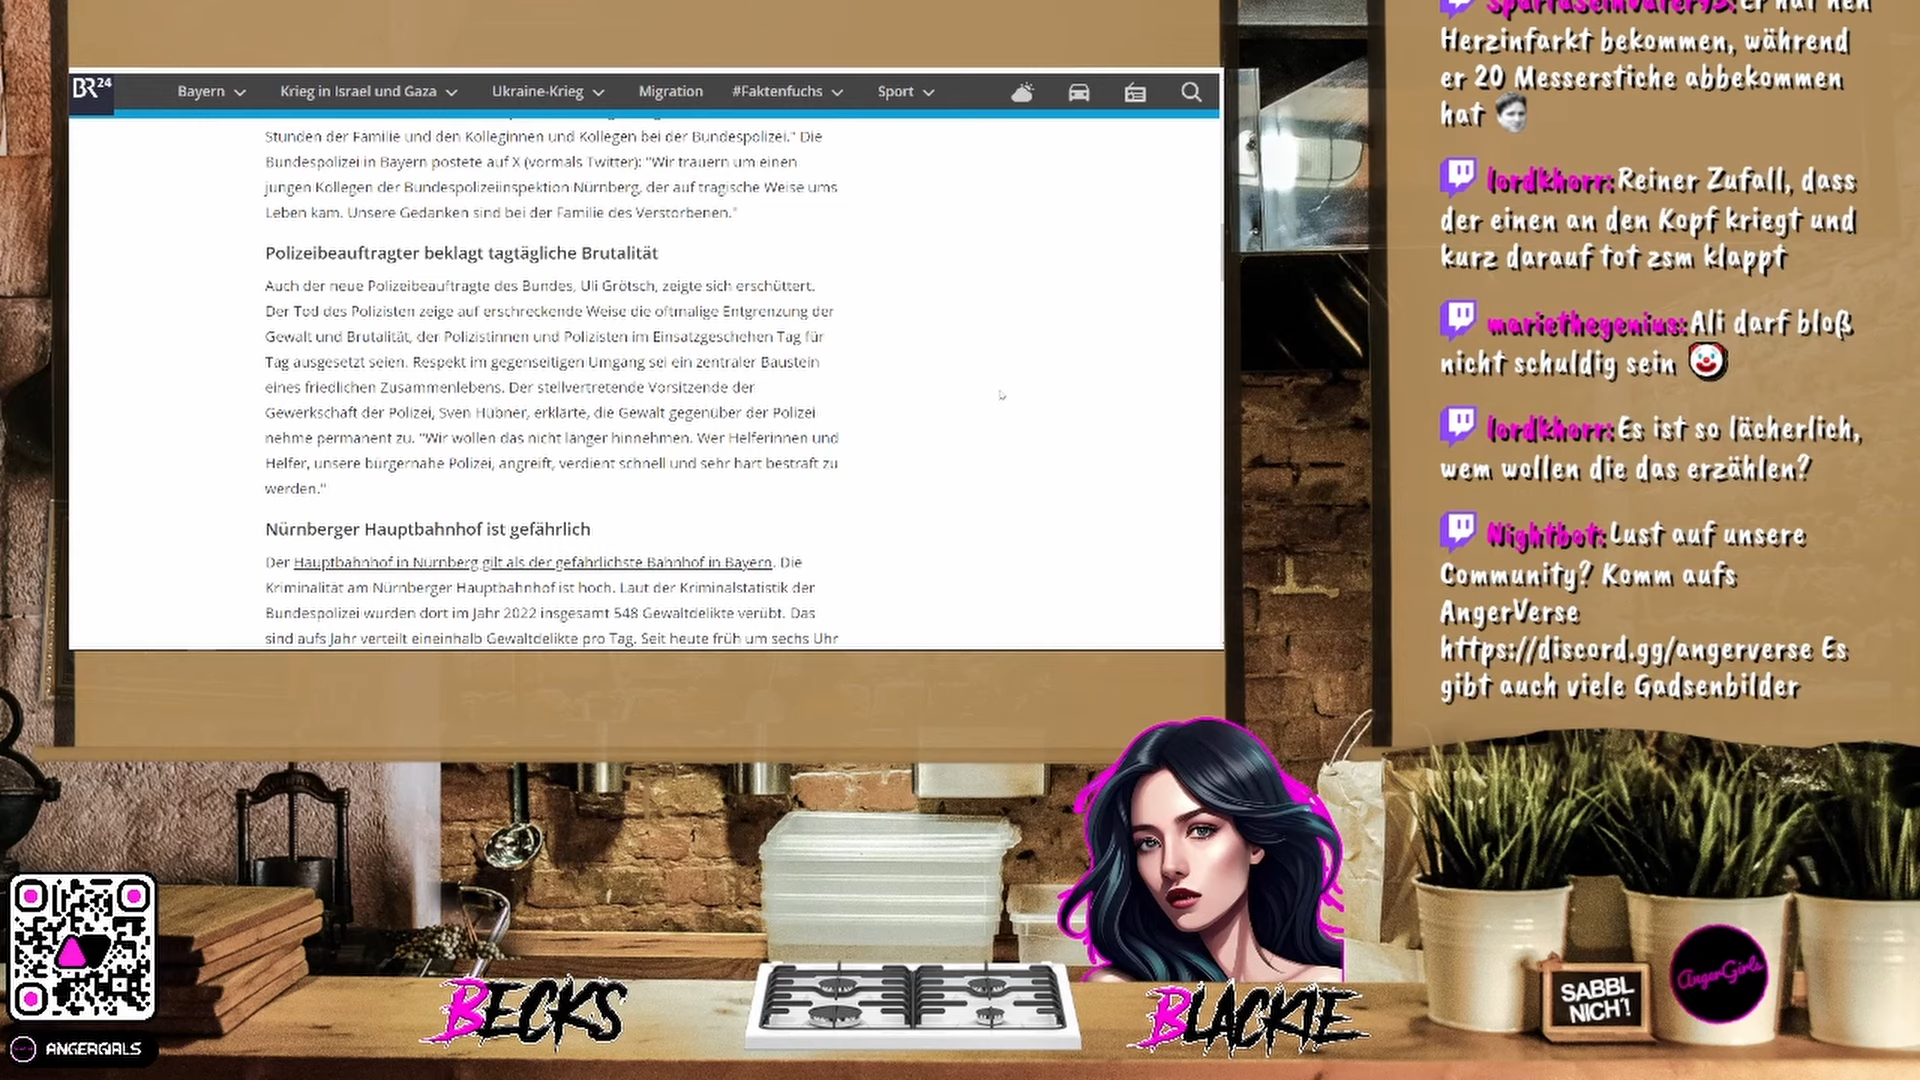 BR24
Bayern
Krieg in Israel und Gaza
Ukraine-Krieg
Migration
#Faktenfuchs
Sport
Stunden der Familie und den Kolleginnen und Kollegen bei der Bundespolizei." Die
Bundespolizei in Bayern postete auf X (vormals Twitter): "Wir trauern um einen
jungen Kollegen der Bundespolizeiinspektion Nürnberg, der auf tragische Weise ums
Leben kam. Unsere Gedanken sind bei der Familie des Verstorbenen."
Polizeibeauftragter beklagt tagtägliche Brutalität
Auch der neue Polizeibeauftragte des Bundes, Uli Grötsch, zeigte sich erschüttert.
Der Tod des Polizisten zeige auf erschreckende Weise die oftmalige Entgrenzung der
Gewalt und Brutalität, der Polizistinnen und Polizisten im Einsatzgeschehen Tag für
Tag ausgesetzt seien. Respekt im gegenseitigen Umgang sei ein zentraler Baustein
eines friedlichen Zusammenlebens. Der stellvertretende Vorsitzende der
Gewerkschaft der Polizei, Sven Hübner, erklärte, die Gewalt gegenüber der Polizei
nehme permanent zu. "Wir wollen das nicht länger hinnehmen. Wer Helferinnen und
Helfer, unsere bürgernahe Polizei, angreift, verdient schnell und sehr hart bestraft zu
werden."
Nürnberger Hauptbahnhof ist gefährlich
Der Hauptbahnhof in Nürnberg gilt als der gefährlichste Bahnhof in Bayern. Die
Kriminalität am Nürnberger Hauptbahnhof ist hoch. Laut der Kriminalstatistik der
Bundespolizei wurden dort im Jahr 2022 insgesamt 548 Gewaltdelikte verübt. Das
sind aufs Jahr verteilt eineinhalb Gewaltdelikte pro Tag. Seit heute früh um sechs Uhr
Herzinfarkt bekommen, während
er 20 Messerstiche abbekommen
hat
lordkhorr: Reiner Zufall, dass
der einen an den Kopf kriegt und
kurz darauf tot zsm klappt
mariethegenius: Ali darf bloß
nicht schuldig sein
lordkhorr: Es ist so lächerlich,
wem wollen die das erzählen?
Nightbot: Lust auf unsere
Community? Komm aufs
AngerVerse
https://discord.gg/angerverse Es
gibt auch viele Gadsenbilder
ANGERGIRLS
BECKS
BLACKIE
SABBL
NICH'!
AngerGirls